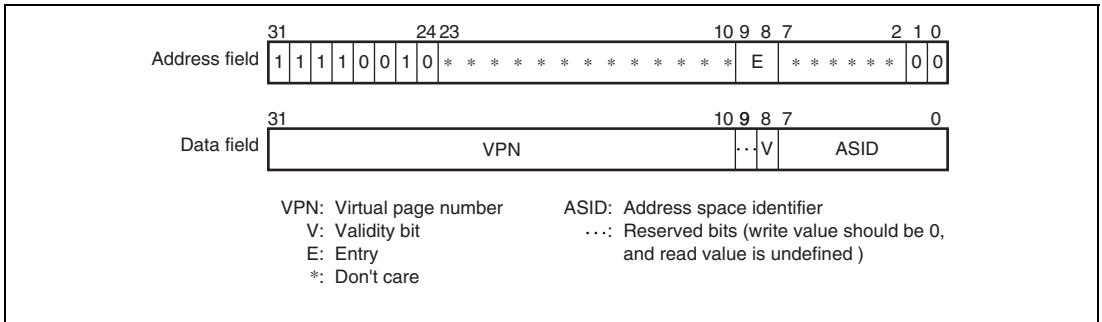 31 24 23 10 9 8 7 2 1 0
Address field 1 1 1 1 0 0 1 0 * * * * * * * * * * * * * * E * * * * * * 0 0
31 10 9 8 7 0
Data field VPN ... V ASID
VPN: Virtual page number ASID: Address space identifier
V: Validity bit ...: Reserved bits (write value should be 0,
E: Entry and read value is undefined )
*: Don't care